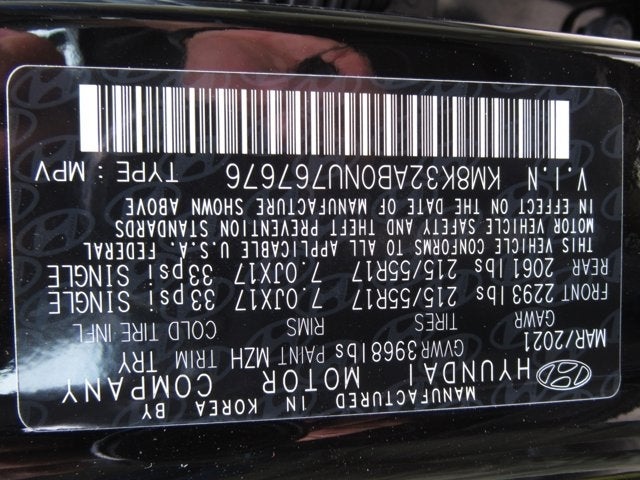 MANUFACTURED IN KOREA BY
HYUNDAI MOTOR COMPANY
MAR/2021 GVWR 3968 lbs PAINT MZH TRIM TRY
GAWR TIRES RIMS COLD TIRE INFL
FRONT 2293 lbs 215/55R17 7.0JX17 33psi SINGLE
REAR 2061 lbs 215/55R17 7.0JX17 33psi SINGLE
THIS VEHICLE CONFORMS TO ALL APPLICABLE U.S.A. FEDERAL
MOTOR VEHICLE SAFETY AND THEFT PREVENTION STANDARDS
IN EFFECT ON THE DATE OF MANUFACTURE SHOWN ABOVE
V.I.N KM8K32AB0NU767676 TYPE : MPV